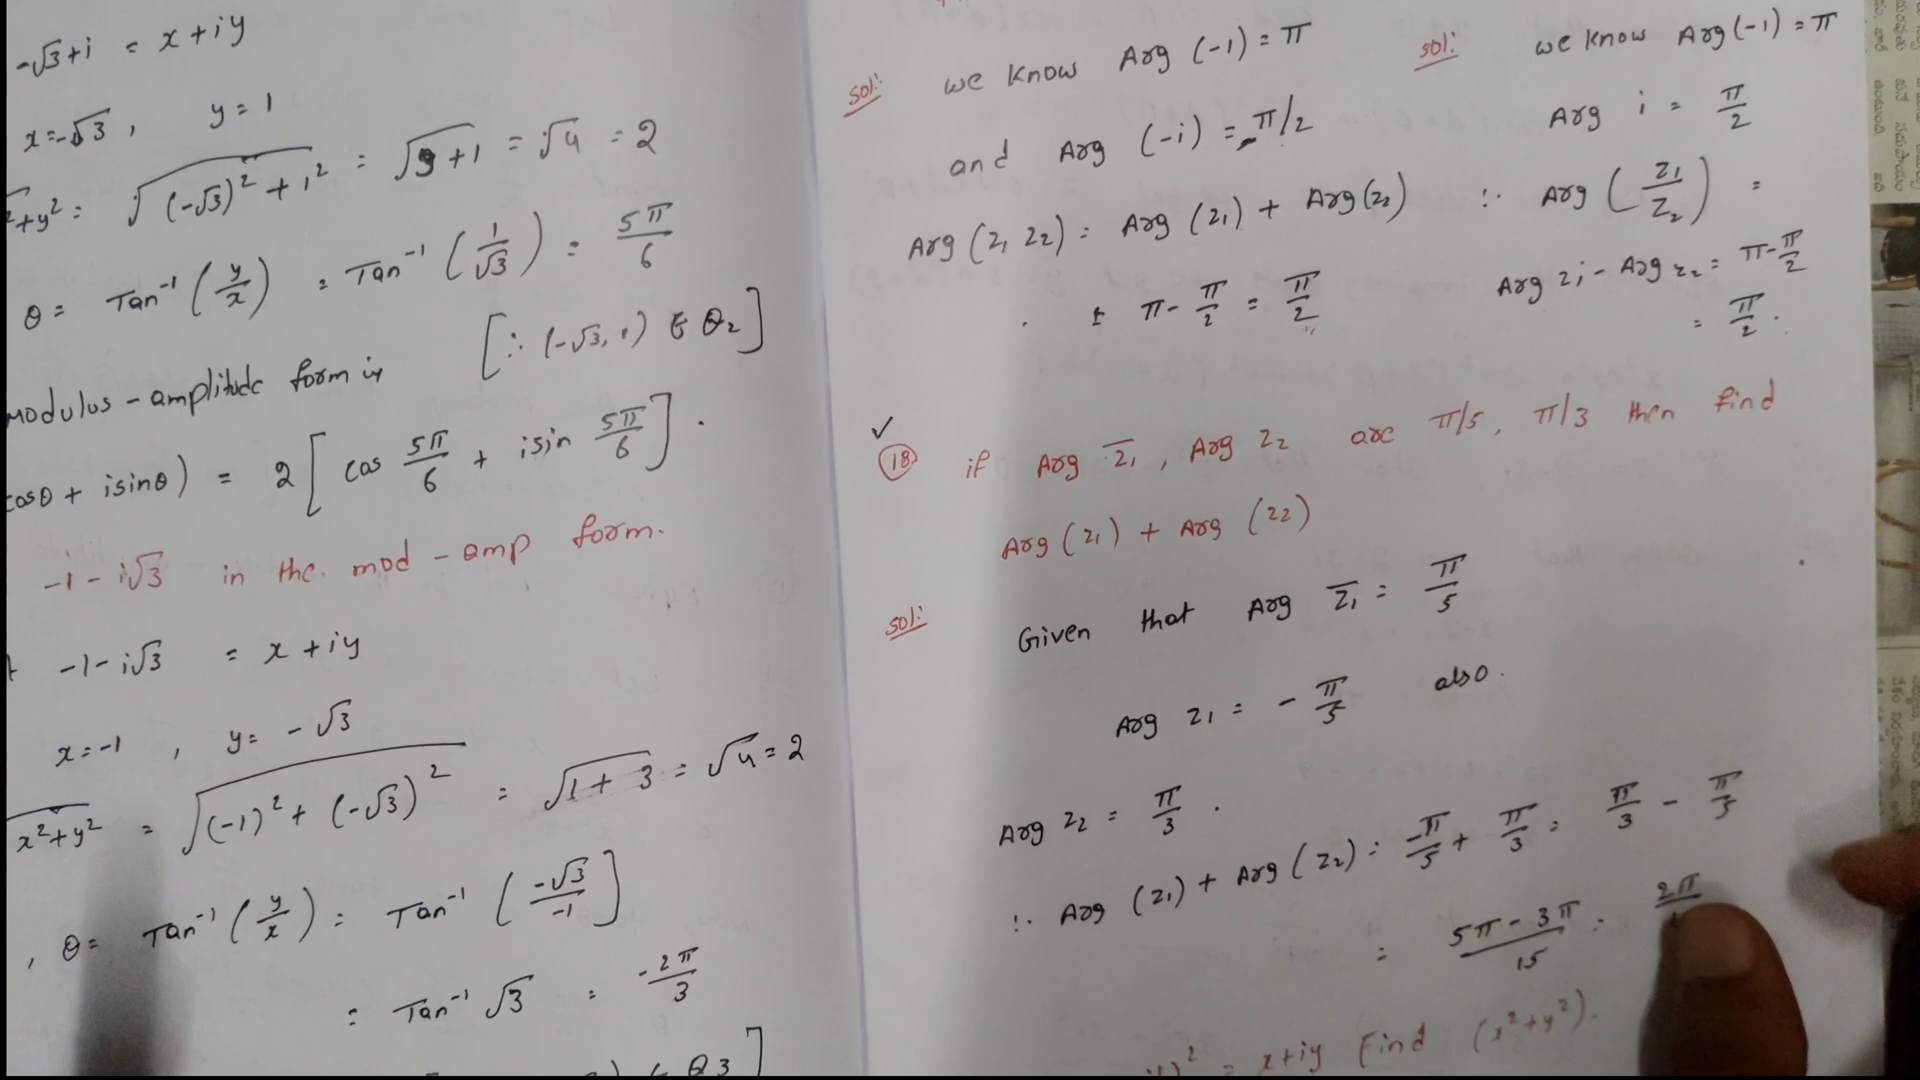 -√3+i = x+iy
x=-√3, y=1
²+y² = √(-√3)²+1² = √3+1 = √4 = 2
θ= Tan⁻¹(y/x) = Tan⁻¹(1/√3) = 5π/6
[∵ (-√3, 1) ∈ Q₂]
modulus-amplitude form is
cosθ + isinθ) = 2[cos 5π/6 + isin 5π/6].
-1-i√3 in the mod-amp form.
-1-i√3 = x+iy
x=-1, y= -√3
x²+y² = √(-1)²+(-√3)² = √1+3 = √4=2
, θ= Tan⁻¹(y/x) = Tan⁻¹(-√3/-1)
= Tan⁻¹√3 = -2π/3
Q3]
sol: we know Arg (-1) = π
and Arg (-i) = -π/2
Arg (z₁ z₂) = Arg (z₁) + Arg(z₂)
= π-π/2 = π/2
sol: we know Arg(-1) = π
Arg i = π/2
∴ Arg (z₁/z₂) =
Arg z₁ - Arg z₂ = π-π/2
= π/2.
✓
18 if Arg z̅₁, Arg z₂ are π/5, π/3 then find
Arg (z₁) + Arg (z₂)
sol: Given that Arg z̅₁ = π/5
Arg z₁ = -π/5 also.
Arg z₂ = π/3.
∴ Arg (z₁) + Arg (z₂) = -π/5 + π/3 = π/3 - π/5
= 5π-3π/15 = 2π
² = x+iy Find (x²+y²).